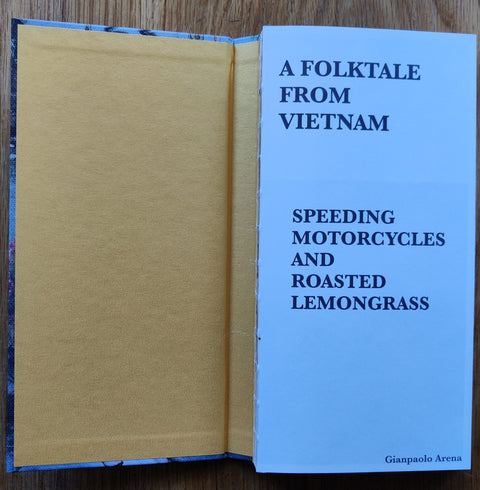 A FOLKTALE
FROM
VIETNAM
SPEEDING
MOTORCYCLES
AND
ROASTED
LEMONGRASS
Gianpaolo Arena